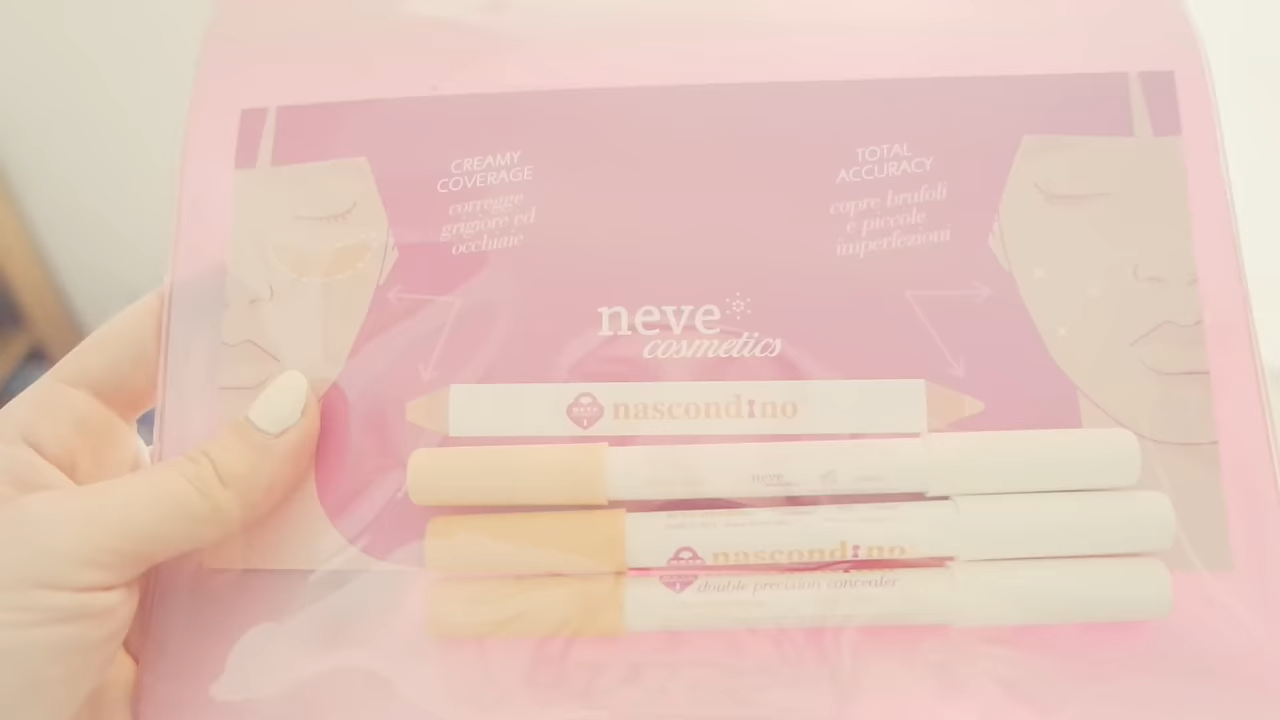 CREAMY
COVERAGE
corregge
grigiore ed
occhiaie
TOTAL
ACCURACY
copre brufoli
e piccole
imperfezioni
neve
cosmetics
nascondino
neve
nascondino
double precision concealer